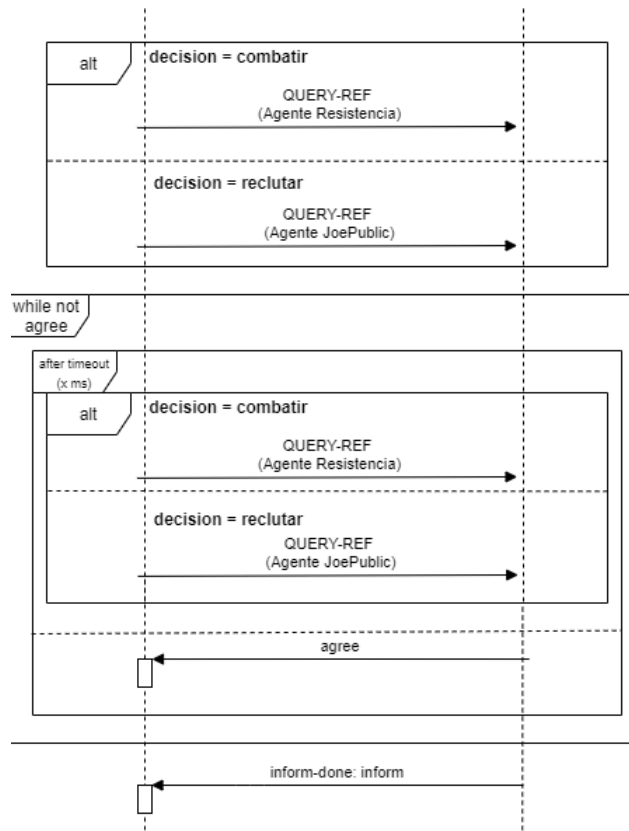 alt
decision = combatir
QUERY-REF
(Agente Resistencia)
decision = reclutar
QUERY-REF
(Agente JoePublic)
while not
agree
after timeout
(x ms)
alt
decision = combatir
QUERY-REF
(Agente Resistencia)
decision = reclutar
QUERY-REF
(Agente JoePublic)
agree
inform-done: inform